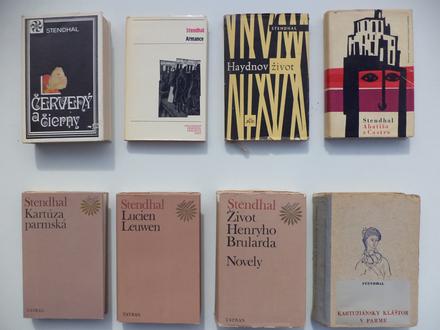 STENDHAL
ČERVENÝ
a čierny
Stendhal
Armance
STENDHAL
Haydnov život
Stendhal
Abatiša
z Castra
Stendhal
Kartúza
parmská
TATRAN
Stendhal
Lucien
Leuwen
TATRAN
Stendhal
Život
Henryho
Brularda
Novely
TATRAN
STENDHAL
KARTUZIÁNSKY KLÁŠTOR
V PARME